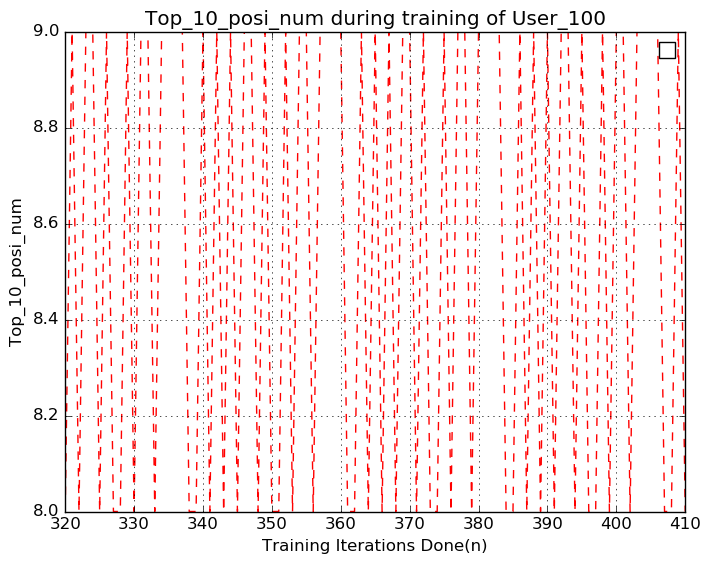 Top_10_posi_num during training of User_100
9.0
8.8
8.6
8.4
8.2
8.0
Top_10_posi_num
320 330 340 350 360 370 380 390 400 410
Training Iterations Done(n)